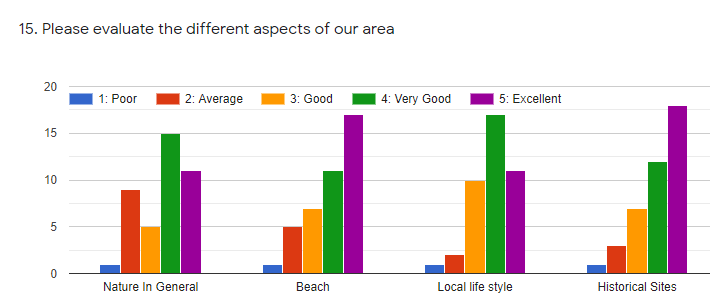 15. Please evaluate the different aspects of our area
20
1: Poor 2: Average 3: Good 4: Very Good 5: Excellent
15
10
5
0
Nature In General Beach Local life style Historical Sites